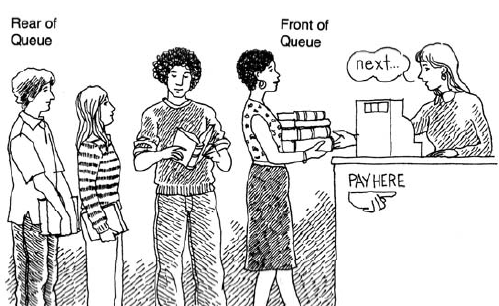 Rear of
Queue
Front of
Queue
next...
PAY HERE